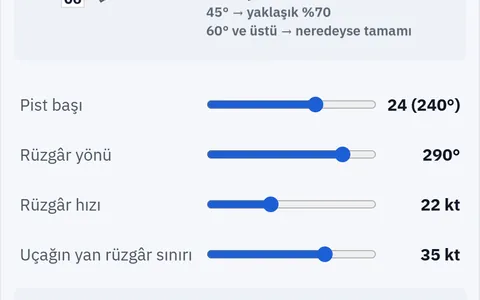 45° → yaklaşık %70
60° ve üstü → neredeyse tamamı
Pist başı 24 (240°)
Rüzgâr yönü 290°
Rüzgâr hızı 22 kt
Uçağın yan rüzgâr sınırı 35 kt